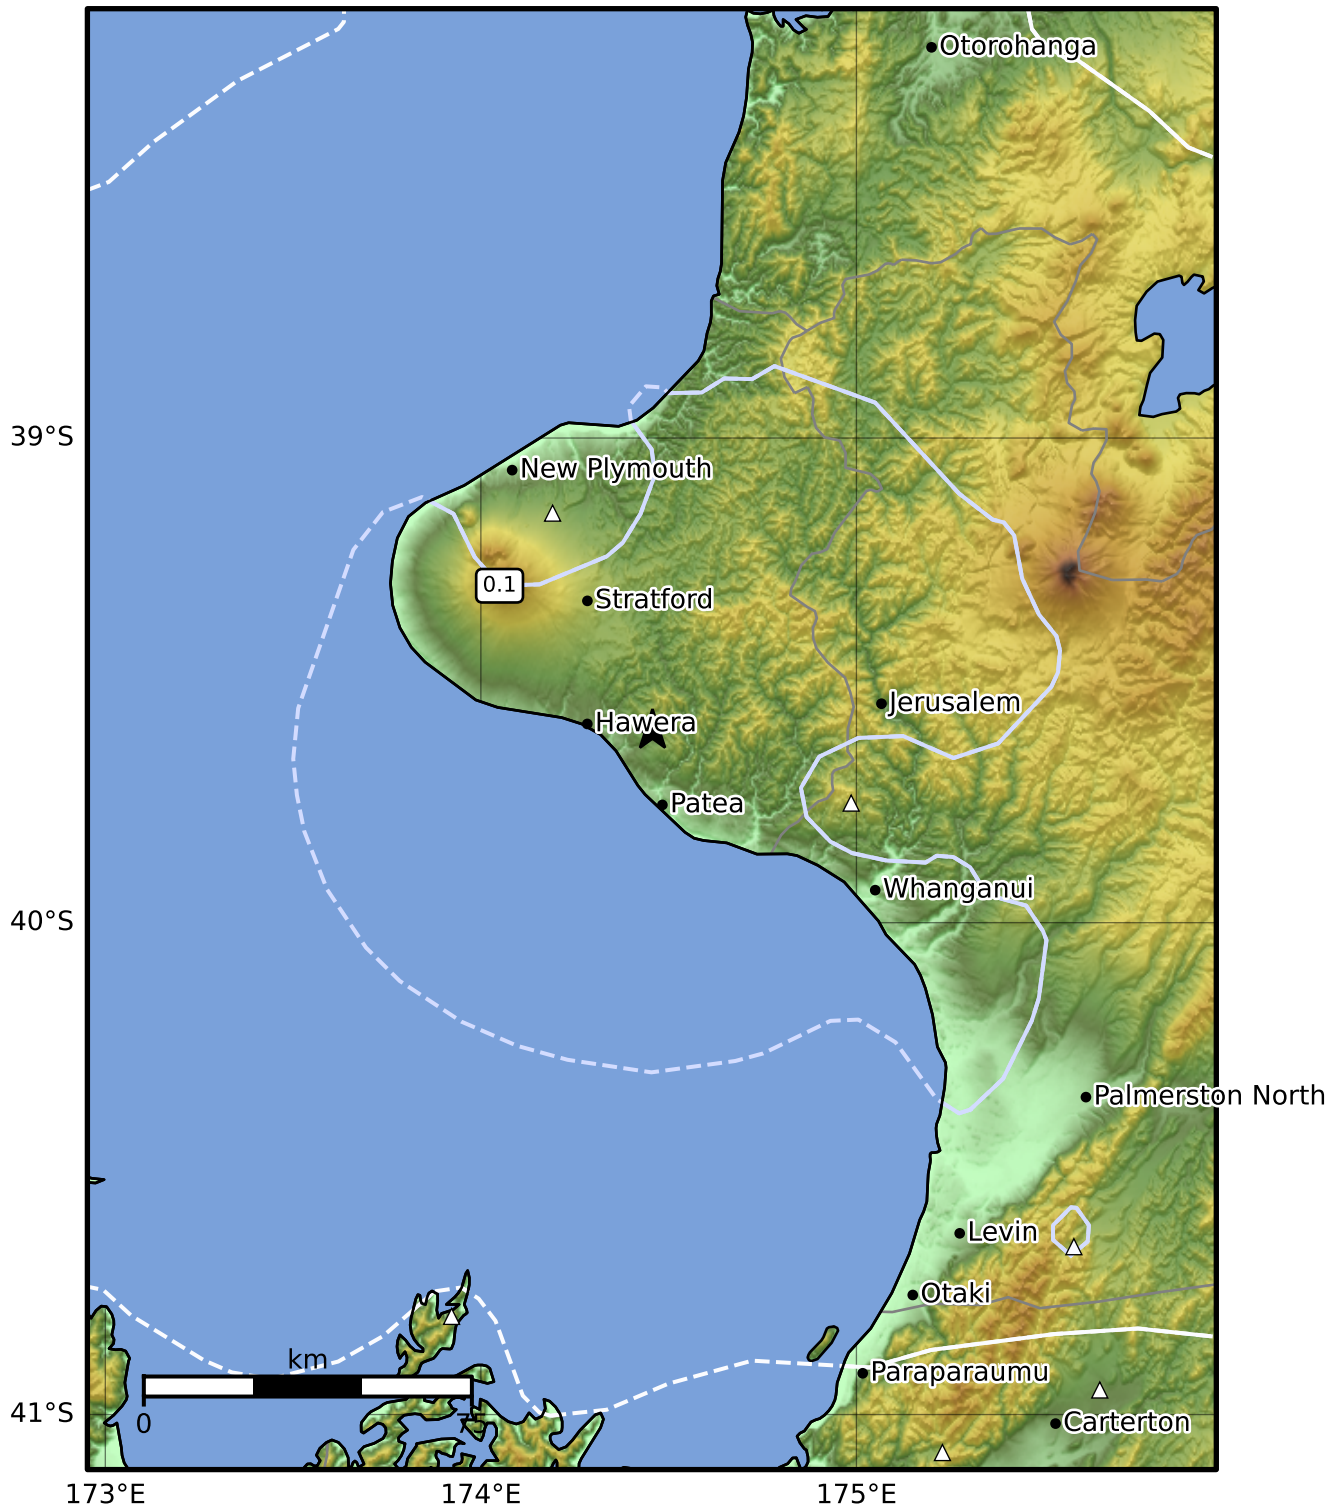 Otorohanga
39°S
New Plymouth
0.1
Stratford
Jerusalem
Hawera
Patea
Whanganui
40°S
Palmerston North
Levin
Otaki
km
Paraparaumu
0
41°S
Carterton
173°E
174°E
175°E